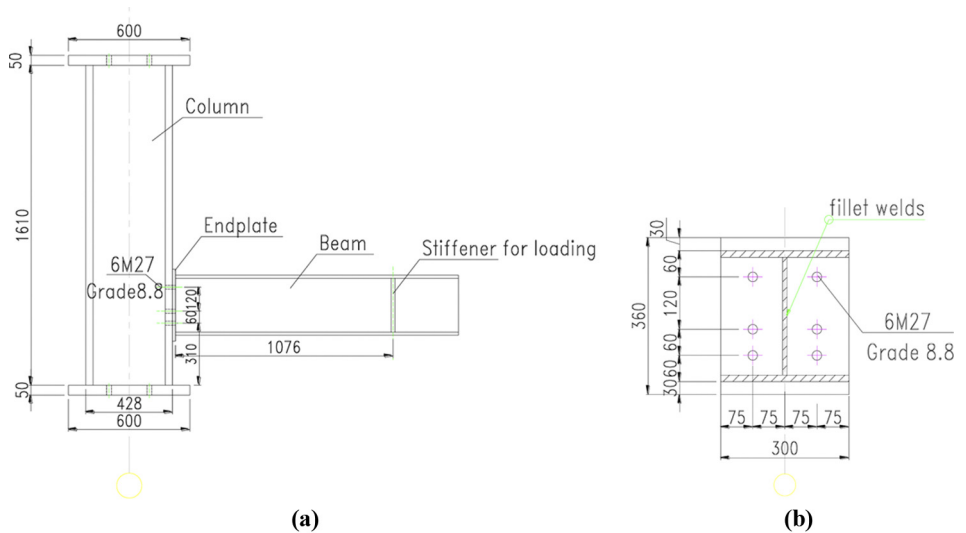 600
50
Column
1610
Endplate
Beam
Stiffener for loading
6M27
Grade8.8
120
60
310
1076
50
428
600
(a)
fillet welds
30
60
120
60
60
30
360
6M27
Grade 8.8
75
75
75
75
300
(b)